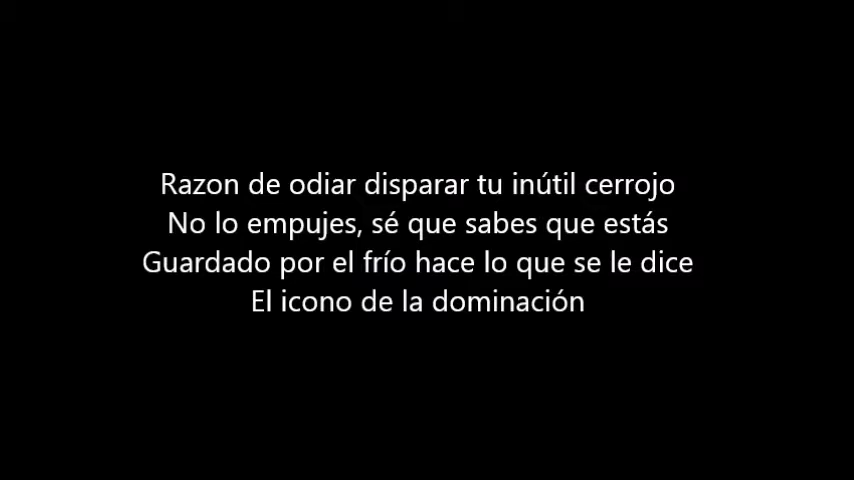 Razon de odiar disparar tu inútil cerrojo
No lo empujes, sé que sabes que estás
Guardado por el frío hace lo que se le dice
El icono de la dominación